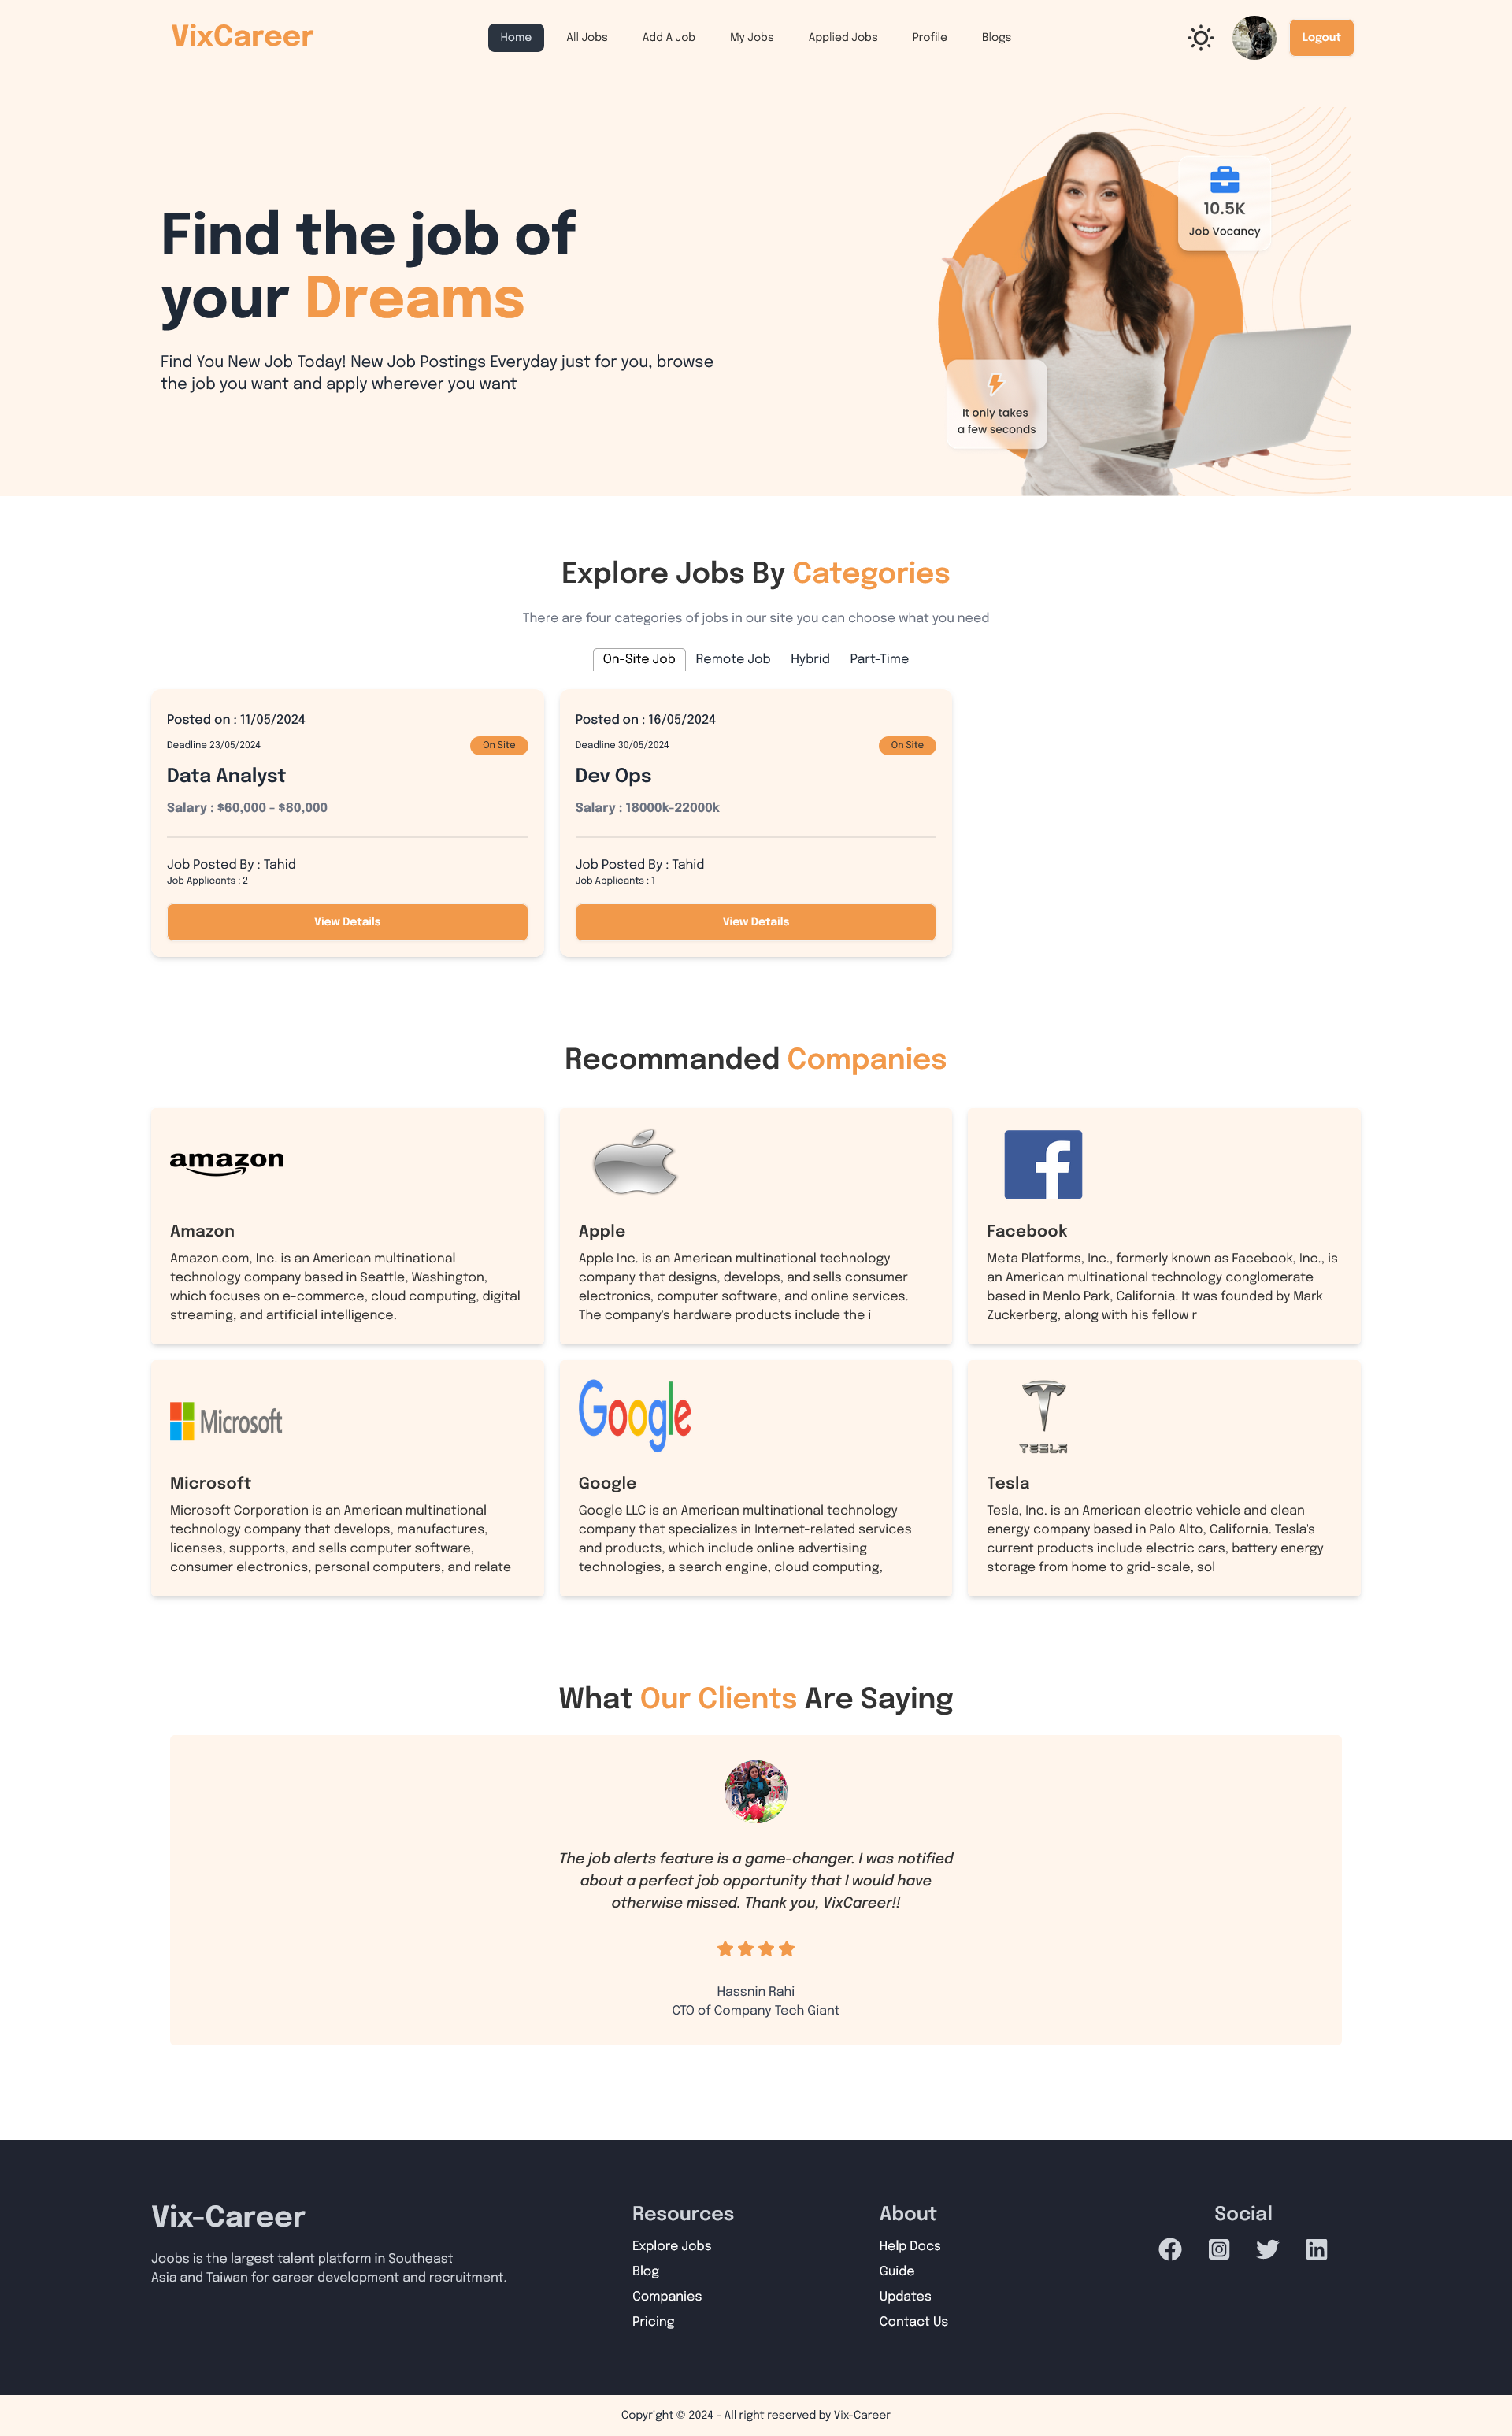 VixCareer
Home
All Jobs
Add A Job
My Jobs
Applied Jobs
Profile
Blogs
Logout
Find the job of
your Dreams
Find You New Job Today! New Job Postings Everyday just for you, browse
the job you want and apply wherever you want
10.5K
Job Vocancy
It only takes
a few seconds
Explore Jobs By Categories
There are four categories of jobs in our site you can choose what you need
On-Site Job
Remote Job
Hybrid
Part-Time
Posted on : 11/05/2024
Deadline 23/05/2024
On Site
Data Analyst
Salary : $60,000 - $80,000
Job Posted By : Tahid
Job Applicants : 2
View Details
Posted on : 16/05/2024
Deadline 30/05/2024
On Site
Dev Ops
Salary : 18000k-22000k
Job Posted By : Tahid
Job Applicants : 1
View Details
Recommanded Companies
amazon
Amazon
Amazon.com, Inc. is an American multinational
technology company based in Seattle, Washington,
which focuses on e-commerce, cloud computing, digital
streaming, and artificial intelligence.
Apple
Apple Inc. is an American multinational technology
company that designs, develops, and sells consumer
electronics, computer software, and online services.
The company's hardware products include the i
Facebook
Meta Platforms, Inc., formerly known as Facebook, Inc., is
an American multinational technology conglomerate
based in Menlo Park, California. It was founded by Mark
Zuckerberg, along with his fellow r
Microsoft
Microsoft
Microsoft Corporation is an American multinational
technology company that develops, manufactures,
licenses, supports, and sells computer software,
consumer electronics, personal computers, and relate
Google
Google
Google LLC is an American multinational technology
company that specializes in Internet-related services
and products, which include online advertising
technologies, a search engine, cloud computing,
TESLA
Tesla
Tesla, Inc. is an American electric vehicle and clean
energy company based in Palo Alto, California. Tesla's
current products include electric cars, battery energy
storage from home to grid-scale, sol
What Our Clients Are Saying
The job alerts feature is a game-changer. I was notified
about a perfect job opportunity that I would have
otherwise missed. Thank you, VixCareer!!
Hassnin Rahi
CTO of Company Tech Giant
Vix-Career
Joobs is the largest talent platform in Southeast
Asia and Taiwan for career development and recruitment.
Resources
Explore Jobs
Blog
Companies
Pricing
About
Help Docs
Guide
Updates
Contact Us
Social
Copyright © 2024 - All right reserved by Vix-Career